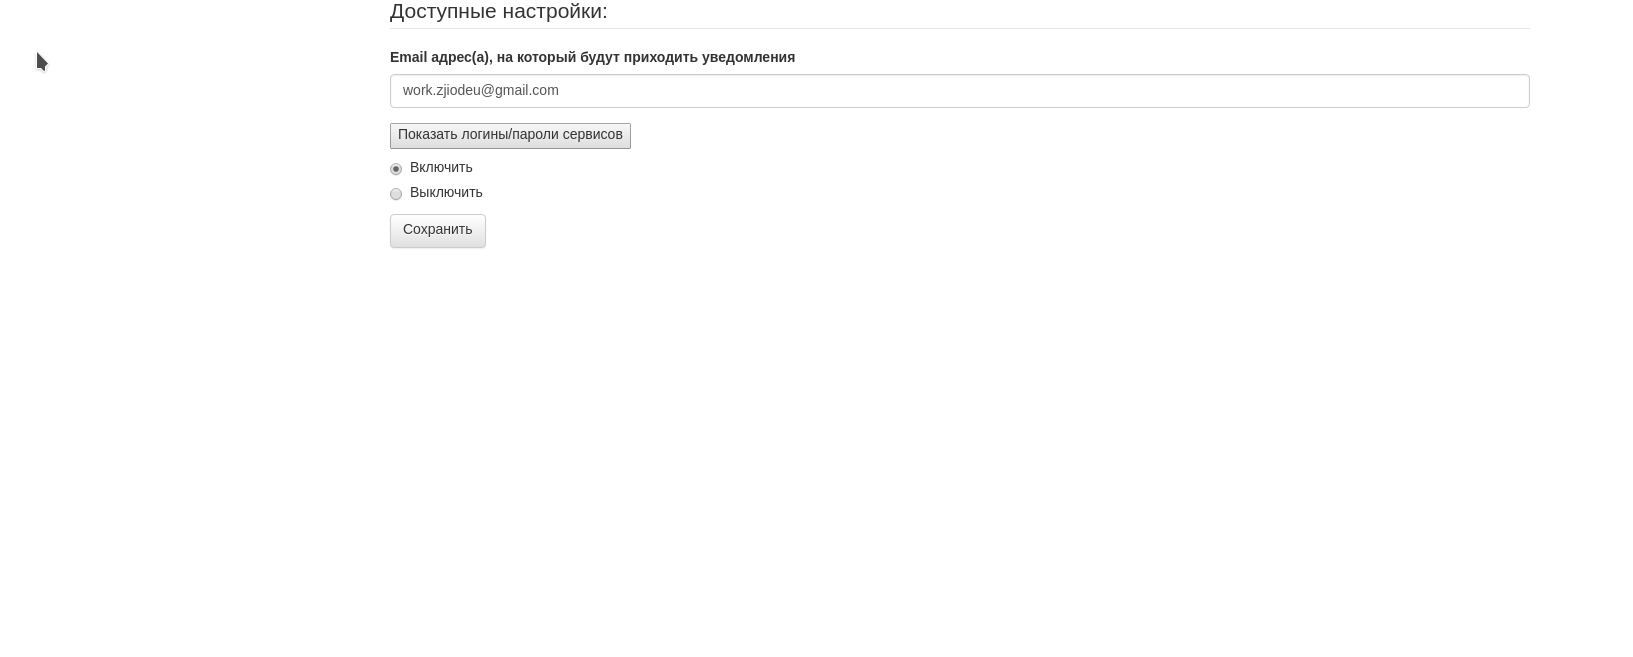 Доступные настройки:
Email адрес(а), на который будут приходить уведомления
work.zjiodeu@gmail.com
Показать логины/пароли сервисов
Включить
Выключить
Сохранить